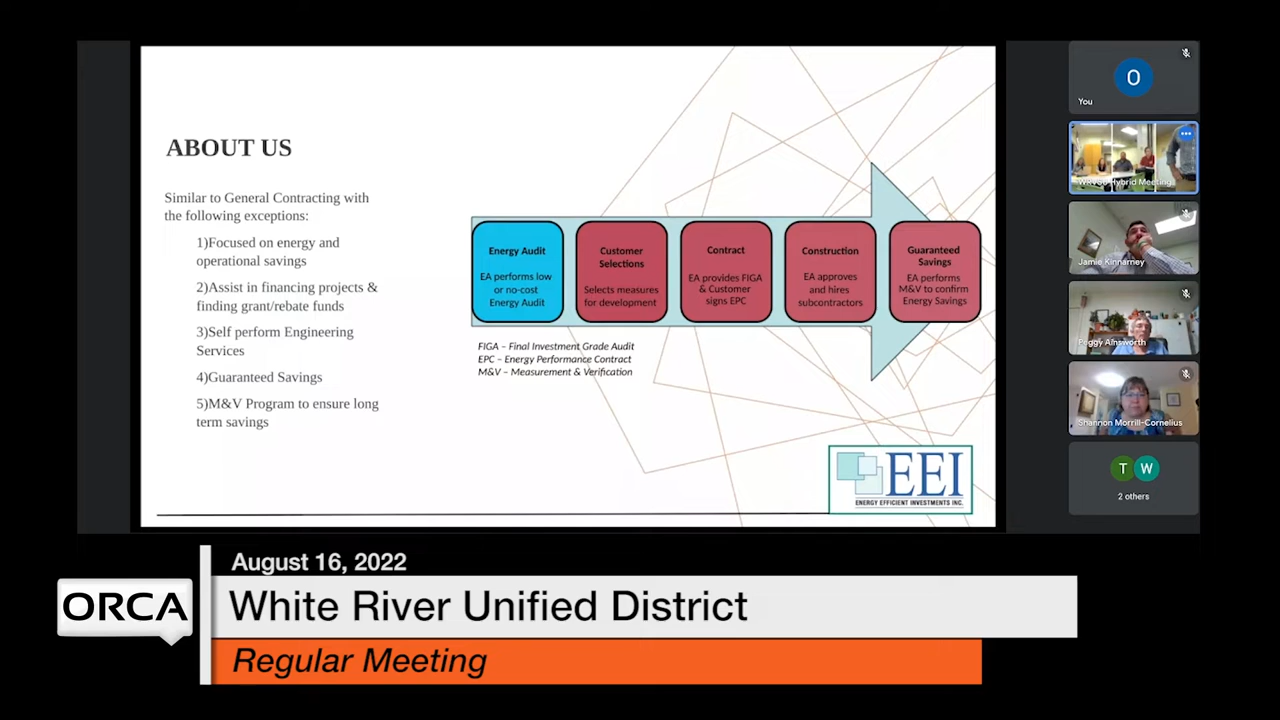 ABOUT US
Similar to General Contracting with
the following exceptions:
1)Focused on energy and
operational savings
2)Assist in financing projects &
finding grant/rebate funds
3)Self perform Engineering
Services
4)Guaranteed Savings
5)M&V Program to ensure long
term savings
Energy Audit
EA performs low
or no-cost
Energy Audit
Customer
Selections
Selects measures
for development
Contract
EA provides FIGA
& Customer
signs EPC
Construction
EA approves
and hires
subcontractors
Guaranteed
Savings
EA performs
M&V to confirm
Energy Savings
FIGA – Final Investment Grade Audit
EPC – Energy Performance Contract
M&V – Measurement & Verification
EEI
ENERGY EFFICIENT INVESTMENTS INC.
O
You
Hybrid Meeting
Jamie Kinnarney
Peggy Ainsworth
Shannon Morrill-Cornelius
T W
2 others
August 16, 2022
ORCA
White River Unified District
Regular Meeting